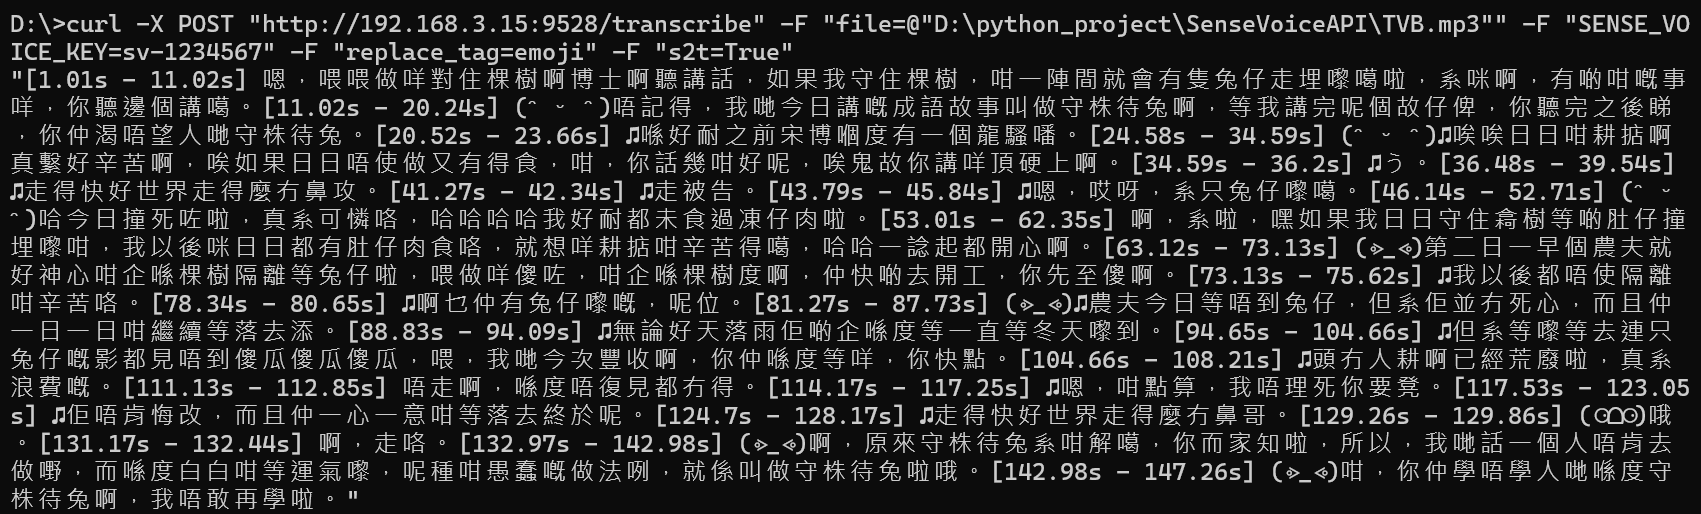 D:\>curl -X POST "http://192.168.3.15:9528/transcribe" -F "file=@"D:\python_project\SenseVoiceAPI\TVB.mp3"" -F "SENSE_VO
ICE_KEY=sv-1234567" -F "replace_tag=emoji" -F "s2t=True"
"[1.01s - 11.02s] 嗯，喂喂做咩對住棵樹啊博士啊聽講話，如果我守住棵樹，咁一陣間就會有隻兔仔走埋嚟噶啦，系咪啊，有啲咁嘅事
咩，你聽邊個講噶。[11.02s - 20.24s] (ᵔ ᵕ ᵔ)唔記得，我哋今日講嘅成語故事叫做守株待兔啊，等我講完呢個故仔俾，你聽完之後睇
，你仲渴唔望人哋守株待兔。[20.52s - 23.66s] ♫喺好耐之前宋博嗰度有一個龍騷噃。[24.58s - 34.59s] (ᵔ ᵕ ᵔ)♫唉唉日日咁耕掂啊
真繫好辛苦啊，唉如果日日唔使做又有得食，咁，你話幾咁好呢，唉鬼故你講咩頂硬上啊。[34.59s - 36.2s] ♫う。[36.48s - 39.54s]
♫走得快好世界走得麼冇鼻攻。[41.27s - 42.34s] ♫走被告。[43.79s - 45.84s] ♫嗯，哎呀，系只兔仔嚟噶。[46.14s - 52.71s] (ᵔ ᵕ
ᵔ)哈今日撞死咗啦，真系可憐咯，哈哈哈哈我好耐都未食過凍仔肉啦。[53.01s - 62.35s] 啊，系啦，嘿如果我日日守住樹等啲肚仔撞
埋嚟咁，我以後咪日日都有肚仔肉食咯，就想咩耕掂咁辛苦得噶，哈哈一諗起都開心啊。[63.12s - 73.13s] (⪢_⪡)第二日一早個農夫就
好神心咁企喺棵樹隔離等兔仔啦，喂做咩傻咗，咁企喺棵樹度啊，仲快啲去開工，你先至傻啊。[73.13s - 75.62s] ♫我以後都唔使隔離
咁辛苦咯。[78.34s - 80.65s] ♫啊乜仲有兔仔嚟嘅，呢位。[81.27s - 87.73s] (⪢_⪡)♫農夫今日等唔到兔仔，但系佢並冇死心，而且仲
一日一日咁繼續等落去添。[88.83s - 94.09s] ♫無論好天落雨佢啲企喺度等一直等冬天嚟到。[94.65s - 104.66s] ♫但系等嚟等去連只
兔仔嘅影都見唔到傻瓜傻瓜傻瓜，喂，我哋今次豐收啊，你仲喺度等咩，你快點。[104.66s - 108.21s] ♫頭冇人耕啊已經荒廢啦，真系
浪費嘅。[111.13s - 112.85s] 唔走啊，喺度唔復見都冇得。[114.17s - 117.25s] ♫嗯，咁點算，我唔理死你要凳。[117.53s - 123.05
s] ♫佢唔肯悔改，而且仲一心一意咁等落去終於呢。[124.7s - 128.17s] ♫走得快好世界走得麼冇鼻哥。[129.26s - 129.86s] (ʘᗝʘ)哦
。[131.17s - 132.44s] 啊，走咯。[132.97s - 142.98s] (⪢_⪡)啊，原來守株待兔系咁解噶，你而家知啦，所以，我哋話一個人唔肯去
做嘢，而喺度白白咁等運氣嚟，呢種咁愚蠢嘅做法咧，就係叫做守株待兔啦哦。[142.98s - 147.26s] (⪢_⪡)咁，你仲學唔學人哋喺度守
株待兔啊，我唔敢再學啦。"